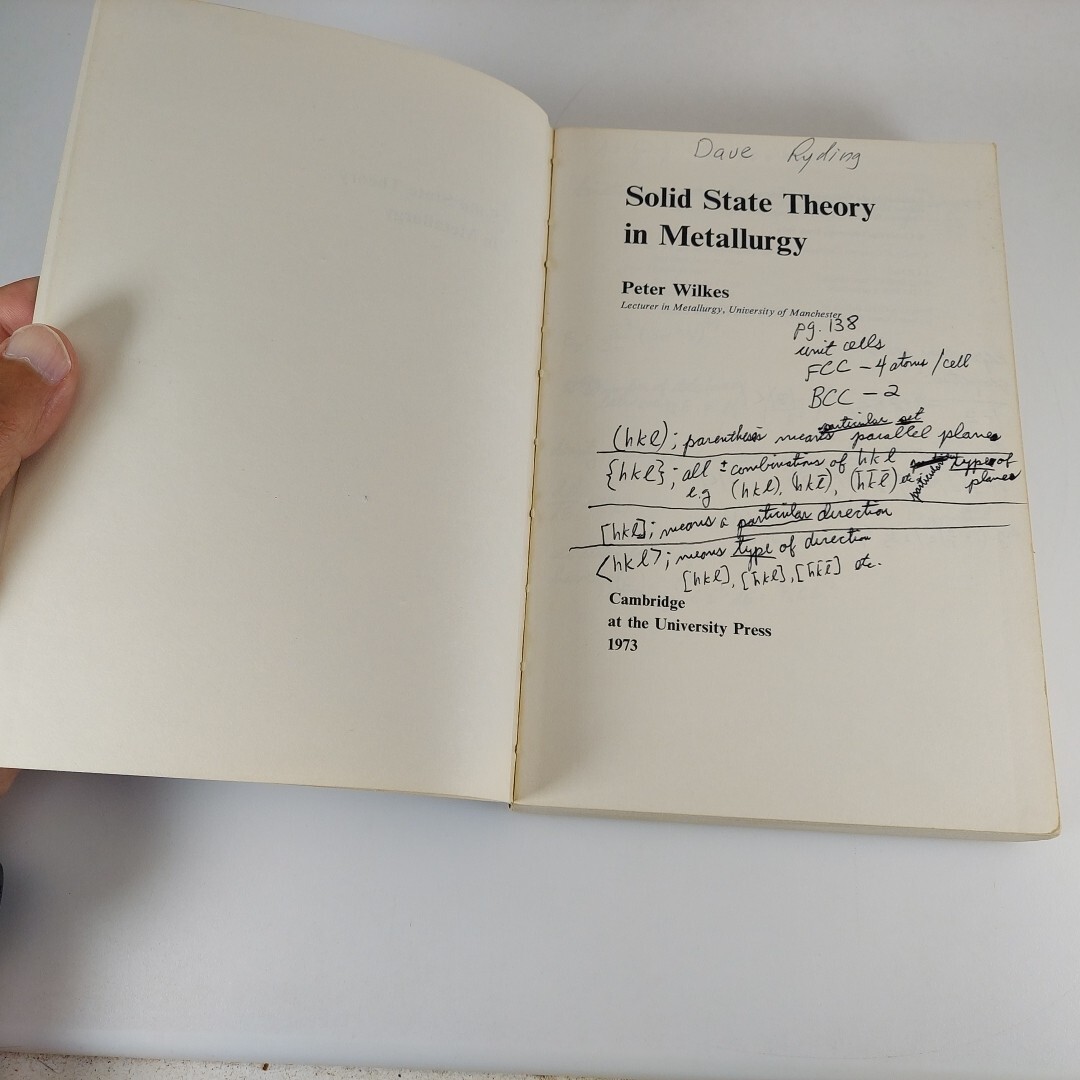 Dave Ryding
Solid State Theory
in Metallurgy
Peter Wilkes
Lecturer in Metallurgy, University of Manchester
pg. 138
unit cells
FCC – 4 atoms/cell
BCC – 2
particular set
(hkl); parenthesis means parallel planes
{hkl}; all ± combinations of hkl type of
e.g (hkl), (hkl̄), (h̄k̄l̄) etc particular planes
[hkl]; means a particular direction
<hkl>; means type of direction
[hkl], [h̄kl], [h̄k̄l̄] etc.
Cambridge
at the University Press
1973